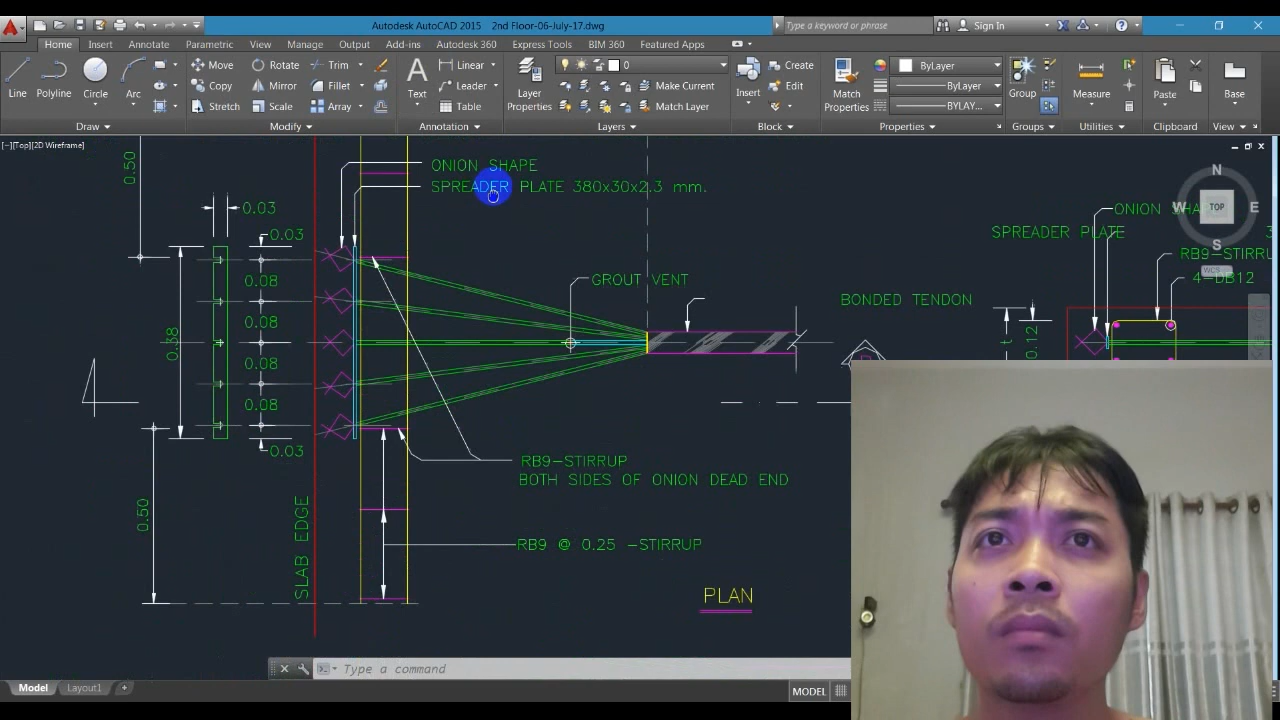 Autodesk AutoCAD 2015 2nd Floor-06-July-17.dwg
Type a keyword or phrase
Sign In
Home Insert Annotate Parametric View Manage Output Add-ins Autodesk 360 Express Tools BIM 360 Featured Apps
Line
Polyline
Circle
Arc
Move
Rotate
Trim
Copy
Mirror
Fillet
Stretch
Scale
Array
Text
Linear
Leader
Table
Layer
Properties
0
Make Current
Match Layer
Insert
Create
Edit
Match
Properties
ByLayer
ByLayer
BYLAY...
Group
Measure
Paste
Base
Draw
Modify
Annotation
Layers
Block
Properties
Groups
Utilities
Clipboard
View
[−][Top][2D Wireframe]
ONION SHAPE
SPREADER PLATE 380x30x2.3 mm.
0.50
0.03
0.03
0.08
0.08
0.08
0.08
0.03
0.38
0.50
GROUT VENT
BONDED TENDON
RB9-STIRRUP
BOTH SIDES OF ONION DEAD END
RB9 @ 0.25 -STIRRUP
SLAB EDGE
PLAN
ONION
SPREADER PLATE
4-DB12
t
0.12
N
W
TOP
E
S
WCS
Type a command
Model
Layout1
+
MODEL